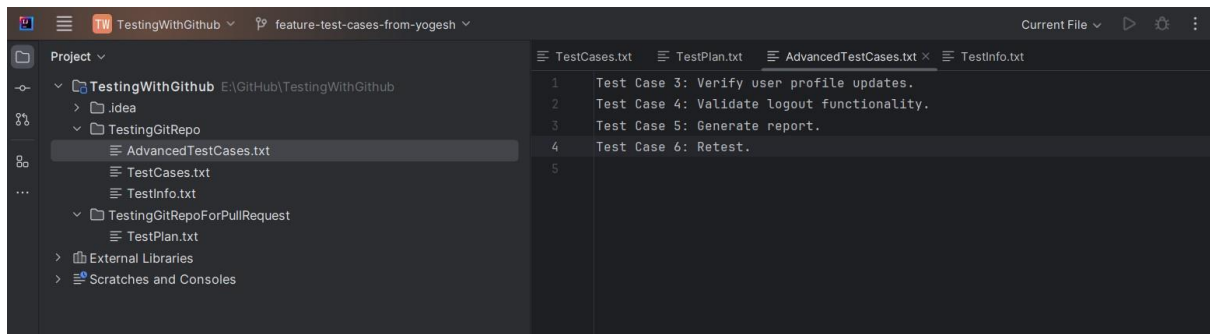 TW TestingWithGithub feature-test-cases-from-yogesh Current File
Project
TestingWithGithub E:\GitHub\TestingWithGithub
.idea
TestingGitRepo
AdvancedTestCases.txt
TestCases.txt
TestInfo.txt
TestingGitRepoForPullRequest
TestPlan.txt
External Libraries
Scratches and Consoles
TestCases.txt TestPlan.txt AdvancedTestCases.txt TestInfo.txt
1 Test Case 3: Verify user profile updates.
2 Test Case 4: Validate logout functionality.
3 Test Case 5: Generate report.
4 Test Case 6: Retest.
5